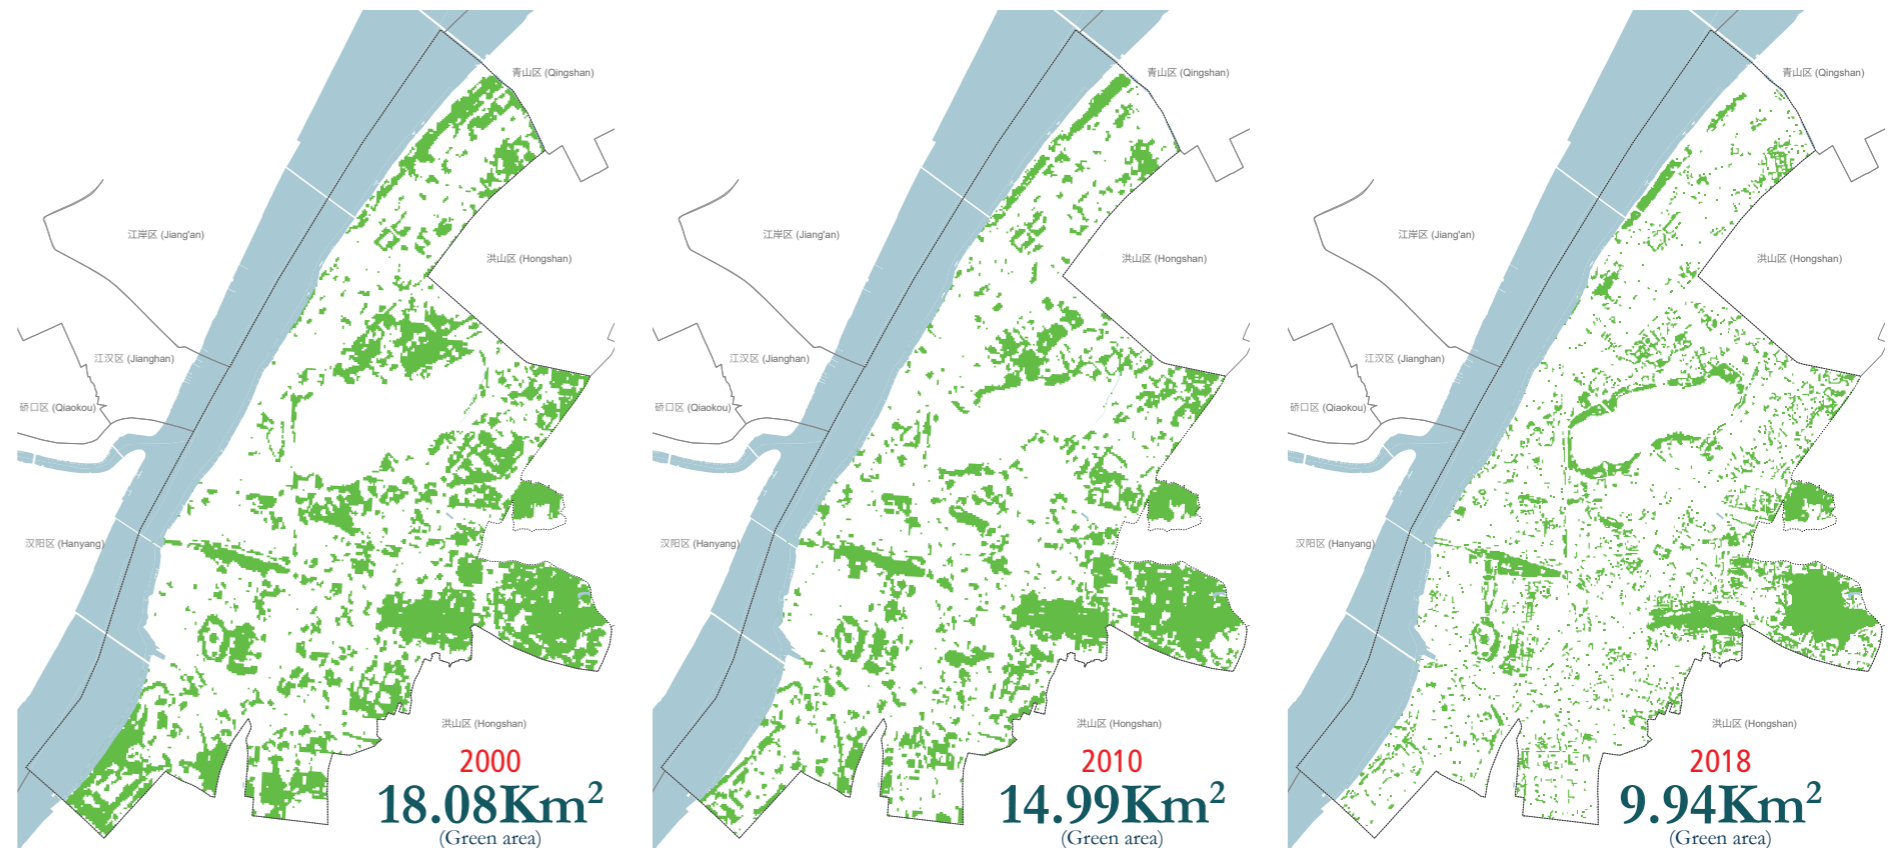 青山区 (Qingshan)
江岸区 (Jiang'an)
洪山区 (Hongshan)
江汉区 (Jianghan)
硚口区 (Qiaokou)
汉阳区 (Hanyang)
洪山区 (Hongshan)
2000
18.08Km²
(Green area)
青山区 (Qingshan)
江岸区 (Jiang'an)
洪山区 (Hongshan)
江汉区 (Jianghan)
硚口区 (Qiaokou)
汉阳区 (Hanyang)
洪山区 (Hongshan)
2010
14.99Km²
(Green area)
青山区 (Qingshan)
江岸区 (Jiang'an)
洪山区 (Hongshan)
江汉区 (Jianghan)
硚口区 (Qiaokou)
汉阳区 (Hanyang)
洪山区 (Hongshan)
2018
9.94Km²
(Green area)